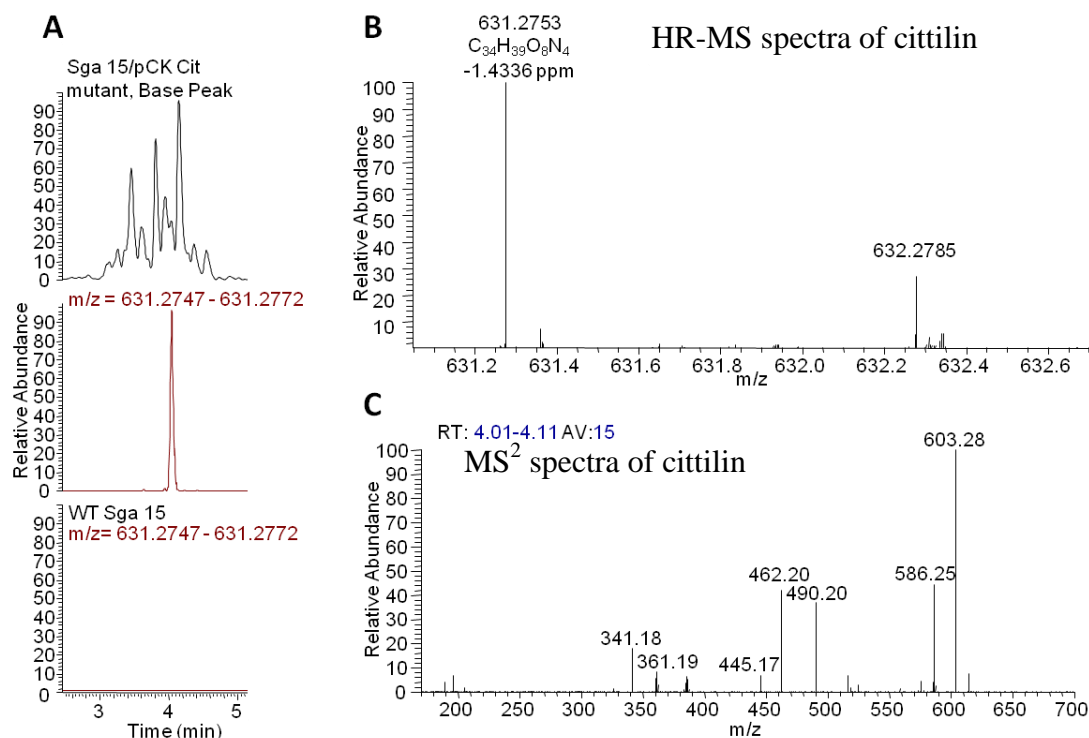 A
Sga 15/pCK Cit
mutant, Base Peak
90
80
70
60
50
40
30
20
10
0
m/z = 631.2747 - 631.2772
90
80
70
60
50
40
30
20
10
0
Relative Abundance
WT Sga 15
m/z= 631.2747 - 631.2772
90
80
70
60
50
40
30
20
10
0
3 4 5
Time (min)
B
631.2753
C34H39O8N4
-1.4336 ppm
HR-MS spectra of cittilin
100
90
80
70
60
50
40
30
20
10
Relative Abundance
632.2785
631.2 631.4 631.6 631.8 632.0 632.2 632.4 632.6
m/z
C
RT: 4.01-4.11 AV:15
MS2 spectra of cittilin
100
90
80
70
60
50
40
30
20
10
0
Relative Abundance
603.28
586.25
462.20
490.20
341.18
361.19
445.17
200 250 300 350 400 450 500 550 600 650 700
m/z